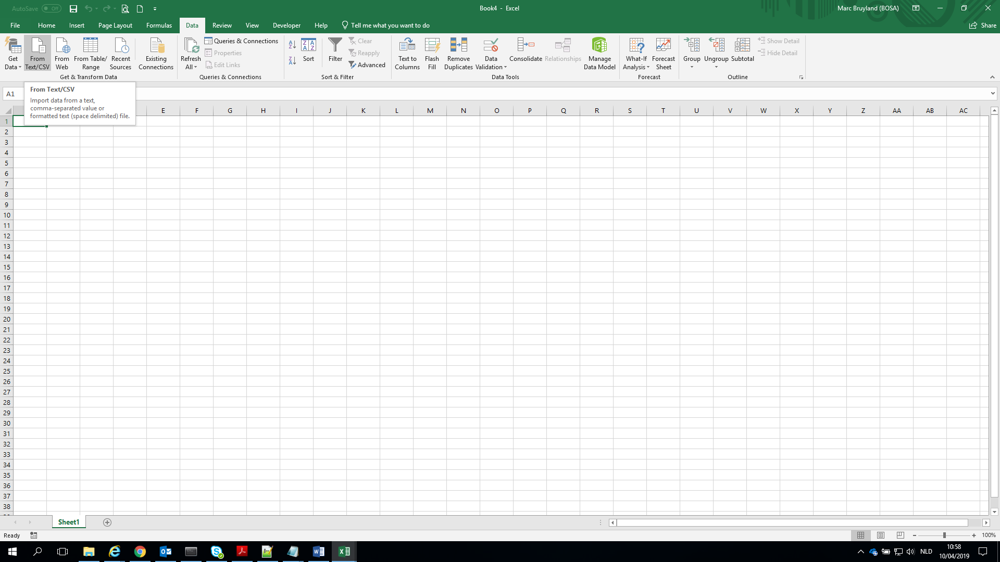 AutoSave Off
Book4 - Excel
Marc Bruyland (BOSA)
File Home Insert Page Layout Formulas Data Review View Developer Help Tell me what you want to do Share
Get Data
From Text/CSV
From Web
From Table/ Range
Recent Sources
Existing Connections
Get & Transform Data
Refresh All
Queries & Connections
Properties
Edit Links
Queries & Connections
Sort
Filter
Clear
Reapply
Advanced
Sort & Filter
Text to Columns
Flash Fill
Remove Duplicates
Data Validation
Consolidate
Relationships
Manage Data Model
Data Tools
What-If Analysis
Forecast Sheet
Forecast
Group
Ungroup
Subtotal
Show Detail
Hide Detail
Outline
A1
From Text/CSV
Import data from a text,
comma-separated value or
formatted text (space delimited) file.
E F G H I J K L M N O P Q R S T U V W X Y Z AA AB AC
1
2
3
4
5
6
7
8
9
10
11
12
13
14
15
16
17
18
19
20
21
22
23
24
25
26
27
28
29
30
31
32
33
34
35
36
37
38
Sheet1
Ready
100%
NLD
10:58
10/04/2019